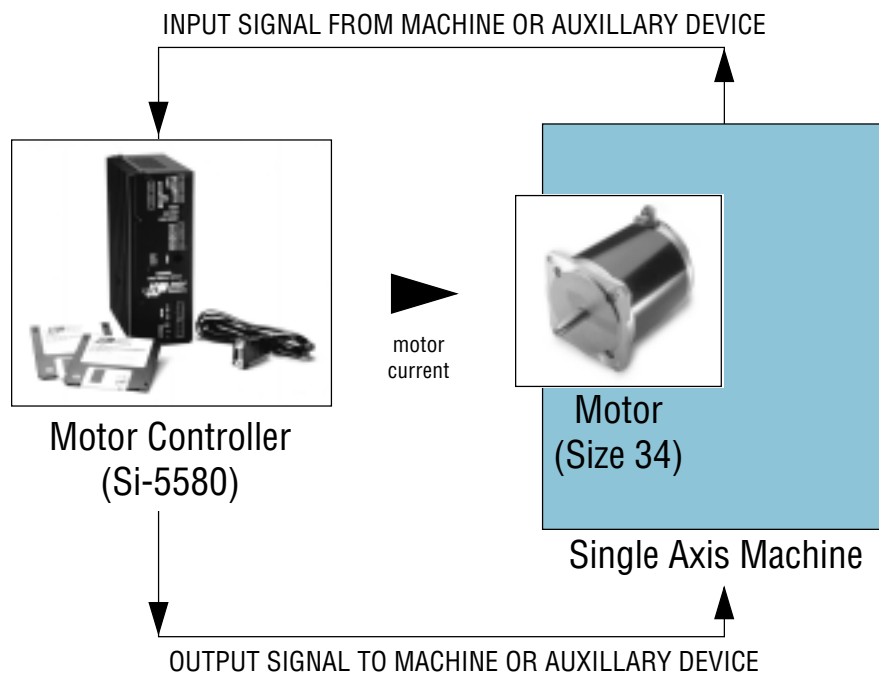 INPUT SIGNAL FROM MACHINE OR AUXILLARY DEVICE
motor
current
Motor Controller
(Si-5580)
Motor
(Size 34)
Single Axis Machine
OUTPUT SIGNAL TO MACHINE OR AUXILLARY DEVICE